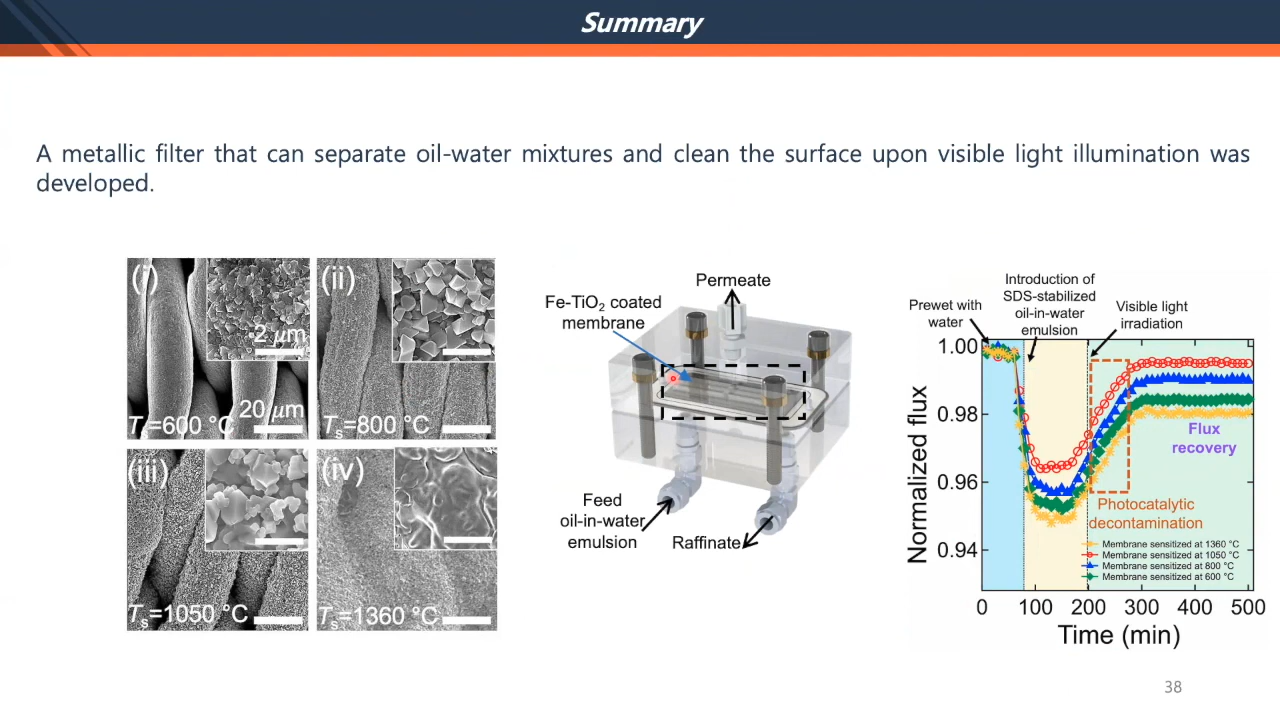 Summary
A metallic filter that can separate oil-water mixtures and clean the surface upon visible light illumination was
developed.
(i)
2 μm
20 μm
Tₛ=600 °C
(ii)
Tₛ=800 °C
(iii)
Tₛ=1050 °C
(iv)
Tₛ=1360 °C
Permeate
Fe-TiO₂ coated
membrane
Feed
oil-in-water
emulsion
Raffinate
Prewet with
water
Introduction of
SDS-stabilized
oil-in-water
emulsion
Visible light
irradiation
Normalized flux
1.00
0.98
0.96
0.94
Flux
recovery
Photocatalytic
decontamination
Membrane sensitized at 1360 °C
Membrane sensitized at 1050 °C
Membrane sensitized at 800 °C
Membrane sensitized at 600 °C
0 100 200 300 400 500
Time (min)
38